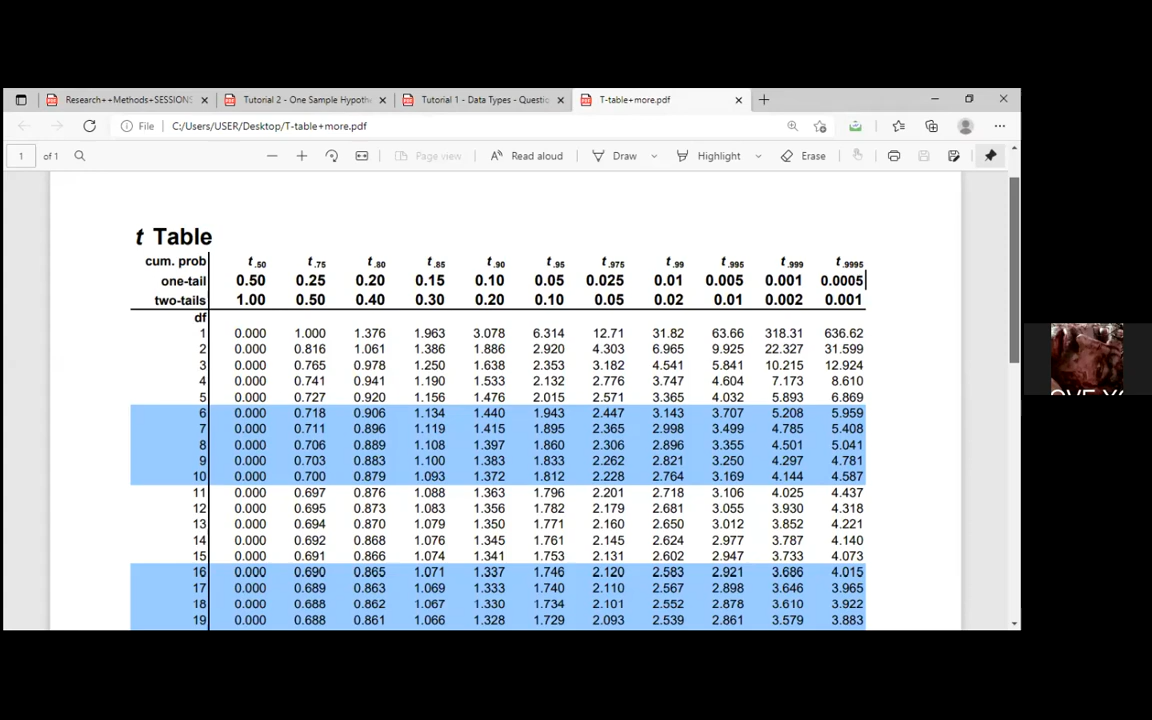 Research++Methods+SESSIONS
Tutorial 2 - One Sample Hypoth
Tutorial 1 - Data Types - Questio
T-table+more.pdf
File C:/Users/USER/Desktop/T-table+more.pdf
1 of 1 Page view Read aloud Draw Highlight Erase
t Table
cum. prob t.50 t.75 t.80 t.85 t.90 t.95 t.975 t.99 t.995 t.999 t.9995
one-tail 0.50 0.25 0.20 0.15 0.10 0.05 0.025 0.01 0.005 0.001 0.0005
two-tails 1.00 0.50 0.40 0.30 0.20 0.10 0.05 0.02 0.01 0.002 0.001
df
1 0.000 1.000 1.376 1.963 3.078 6.314 12.71 31.82 63.66 318.31 636.62
2 0.000 0.816 1.061 1.386 1.886 2.920 4.303 6.965 9.925 22.327 31.599
3 0.000 0.765 0.978 1.250 1.638 2.353 3.182 4.541 5.841 10.215 12.924
4 0.000 0.741 0.941 1.190 1.533 2.132 2.776 3.747 4.604 7.173 8.610
5 0.000 0.727 0.920 1.156 1.476 2.015 2.571 3.365 4.032 5.893 6.869
6 0.000 0.718 0.906 1.134 1.440 1.943 2.447 3.143 3.707 5.208 5.959
7 0.000 0.711 0.896 1.119 1.415 1.895 2.365 2.998 3.499 4.785 5.408
8 0.000 0.706 0.889 1.108 1.397 1.860 2.306 2.896 3.355 4.501 5.041
9 0.000 0.703 0.883 1.100 1.383 1.833 2.262 2.821 3.250 4.297 4.781
10 0.000 0.700 0.879 1.093 1.372 1.812 2.228 2.764 3.169 4.144 4.587
11 0.000 0.697 0.876 1.088 1.363 1.796 2.201 2.718 3.106 4.025 4.437
12 0.000 0.695 0.873 1.083 1.356 1.782 2.179 2.681 3.055 3.930 4.318
13 0.000 0.694 0.870 1.079 1.350 1.771 2.160 2.650 3.012 3.852 4.221
14 0.000 0.692 0.868 1.076 1.345 1.761 2.145 2.624 2.977 3.787 4.140
15 0.000 0.691 0.866 1.074 1.341 1.753 2.131 2.602 2.947 3.733 4.073
16 0.000 0.690 0.865 1.071 1.337 1.746 2.120 2.583 2.921 3.686 4.015
17 0.000 0.689 0.863 1.069 1.333 1.740 2.110 2.567 2.898 3.646 3.965
18 0.000 0.688 0.862 1.067 1.330 1.734 2.101 2.552 2.878 3.610 3.922
19 0.000 0.688 0.861 1.066 1.328 1.729 2.093 2.539 2.861 3.579 3.883